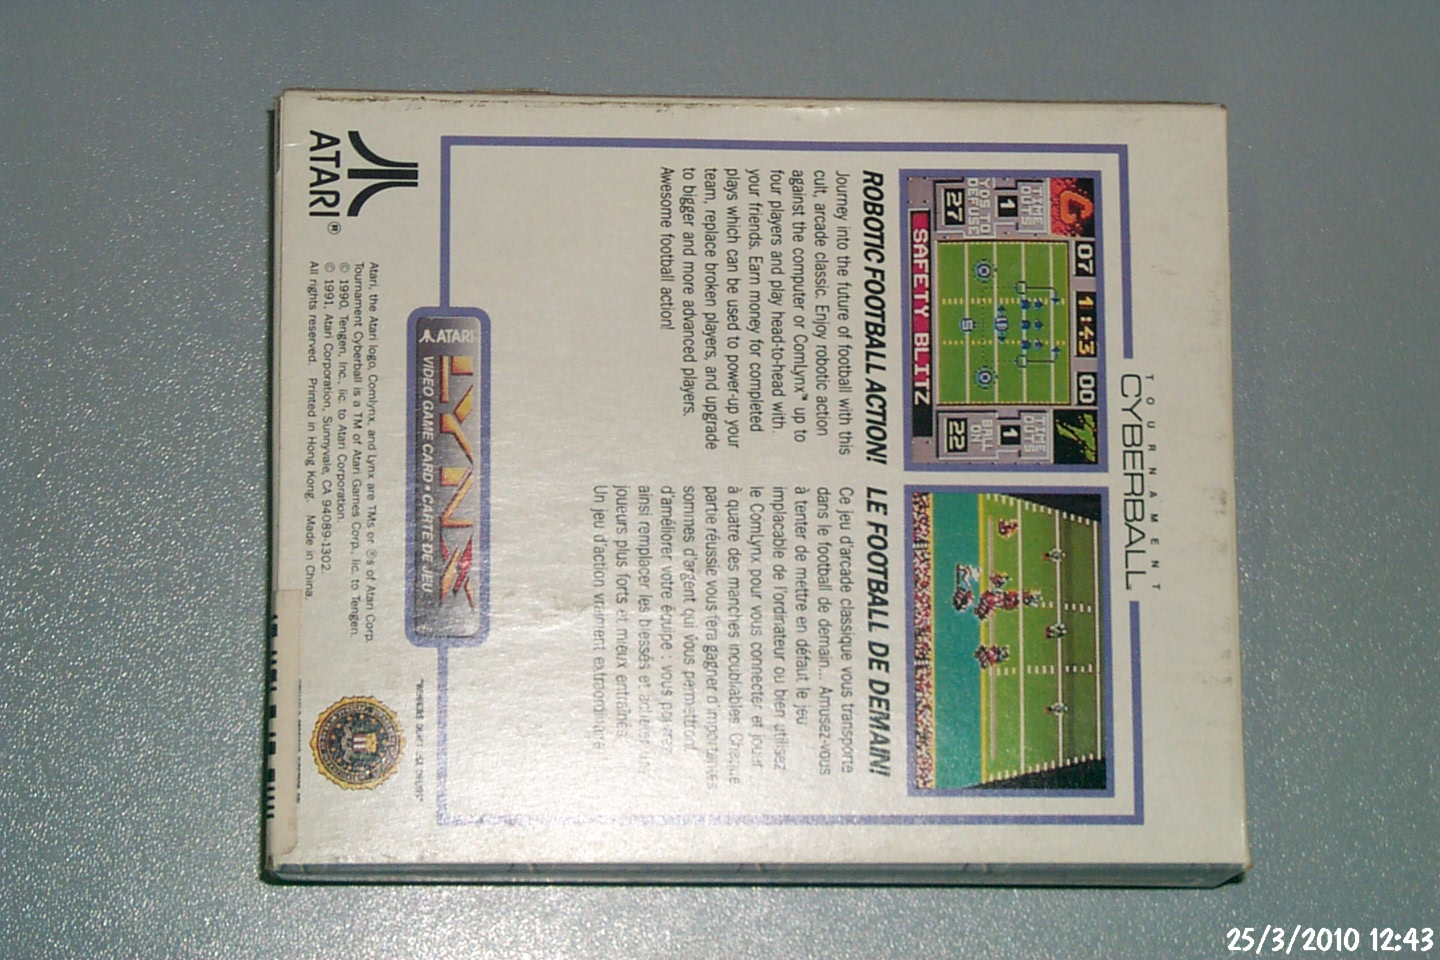 TOURNAMENT
CYBERBALL
07 1:43 00
TIME
OUTS
1
YDS TO
DEFUSE
27
TIME
OUTS
1
BALL
ON
22
SAFETY BLITZ
ROBOTIC FOOTBALL ACTION!
Journey into the future of football with this
cult, arcade classic. Enjoy robotic action
against the computer or ComLynx™ up to
four players and play head-to-head with
your friends. Earn money for completed
plays which can be used to power-up your
team, replace broken players, and upgrade
to bigger and more advanced players.
Awesome football action!
LE FOOTBALL DE DEMAIN!
Ce jeu d'arcade classique vous transporte
dans le football de demain... Amusez-vous
à tenter de mettre en défaut le jeu
implacable de l'ordinateur ou bien utilisez
le ComLynx pour vous connecter et jouer
à quatre des manches inoubliables. Chaque
partie réussie vous fera gagner d'importantes
sommes d'argent qui vous permettront
d'améliorer votre équipe : vous pourrez
ainsi remplacer les blessés et acheter des
joueurs plus forts et mieux entraînés.
Un jeu d'action vraiment extraordinaire!
ATARI
LYNX
VIDEO GAME CARD • CARTE DE JEU
ATARI®
Atari, the Atari logo, Comlynx, and Lynx are TMs or ®s of Atari Corp.
Tournament Cyberball is a TM of Atari Games Corp., lic. to Tengen.
© 1990, Tengen, Inc., lic. to Atari Corporation.
© 1991, Atari Corporation, Sunnyvale, CA 94089-1302.
All rights reserved. Printed in Hong Kong. Made in China.
"WINNERS DON'T USE DRUGS"
25/3/2010 12:43